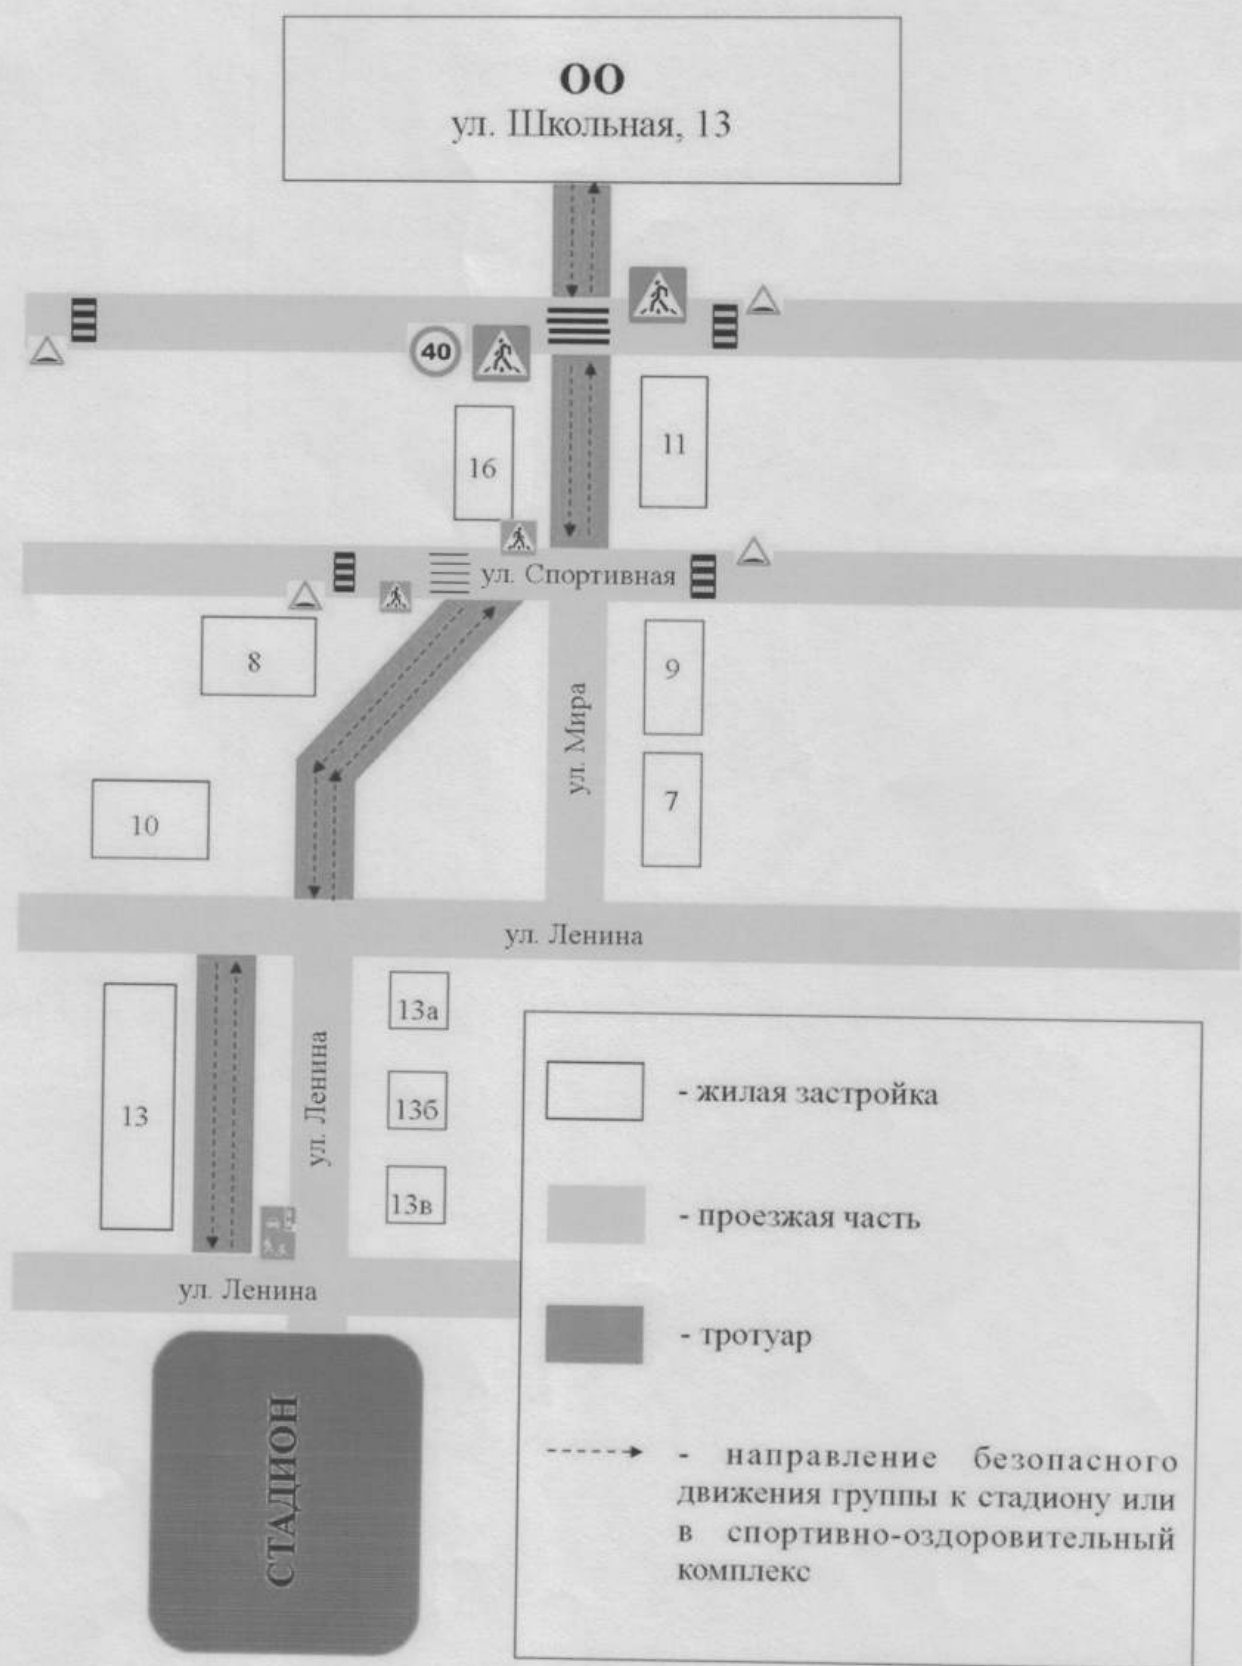 ОО
ул. Школьная, 13
40
16
11
ул. Спортивная
8
9
ул. Мира
10
7
ул. Ленина
13а
13
ул. Ленина
13б
13в
ул. Ленина
СТАДИОН
- жилая застройка
- проезжая часть
- тротуар
- направление безопасного
движения группы к стадиону или
в спортивно-оздоровительный
комплекс